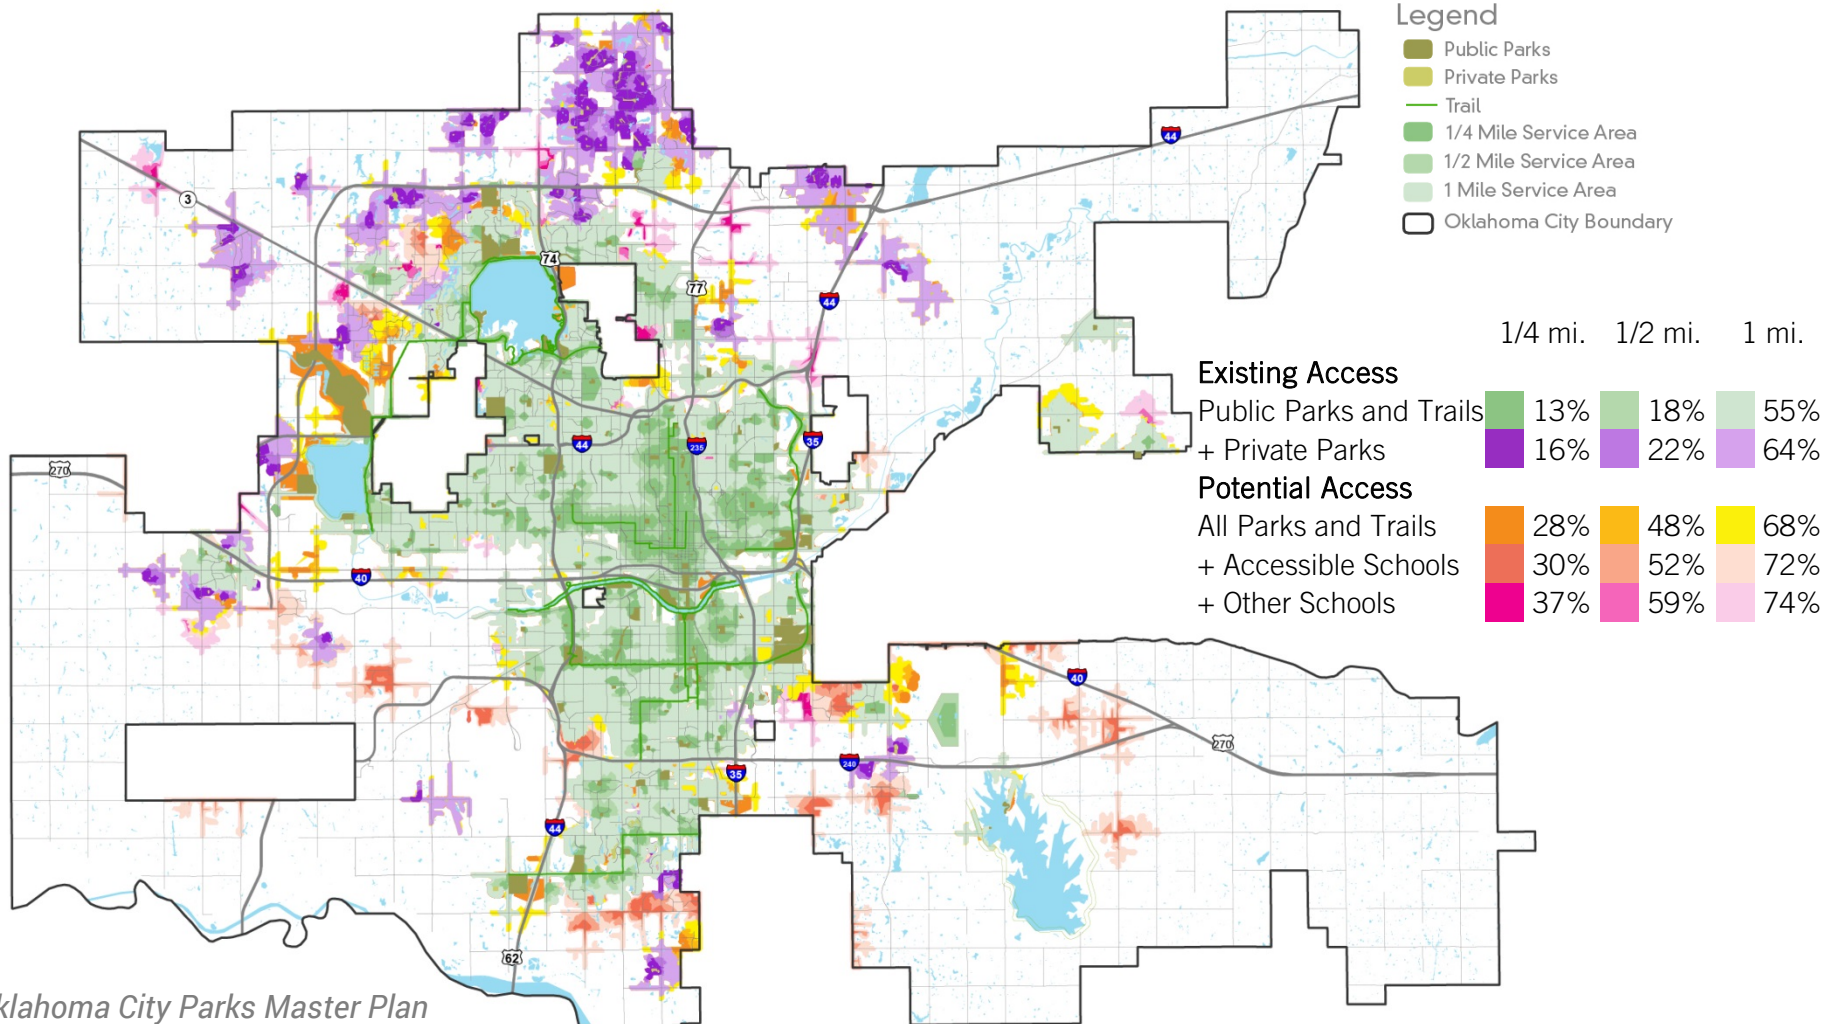 Legend
Public Parks
Private Parks
Trail
1/4 Mile Service Area
1/2 Mile Service Area
1 Mile Service Area
Oklahoma City Boundary
44
3
74
77
44
1/4 mi. 1/2 mi. 1 mi.
Existing Access
Public Parks and Trails 13% 18% 55%
+ Private Parks 16% 22% 64%
Potential Access
All Parks and Trails 28% 48% 68%
+ Accessible Schools 30% 52% 72%
+ Other Schools 37% 59% 74%
44
235
35
270
40
40
270
240
35
44
62
klahoma City Parks Master Plan